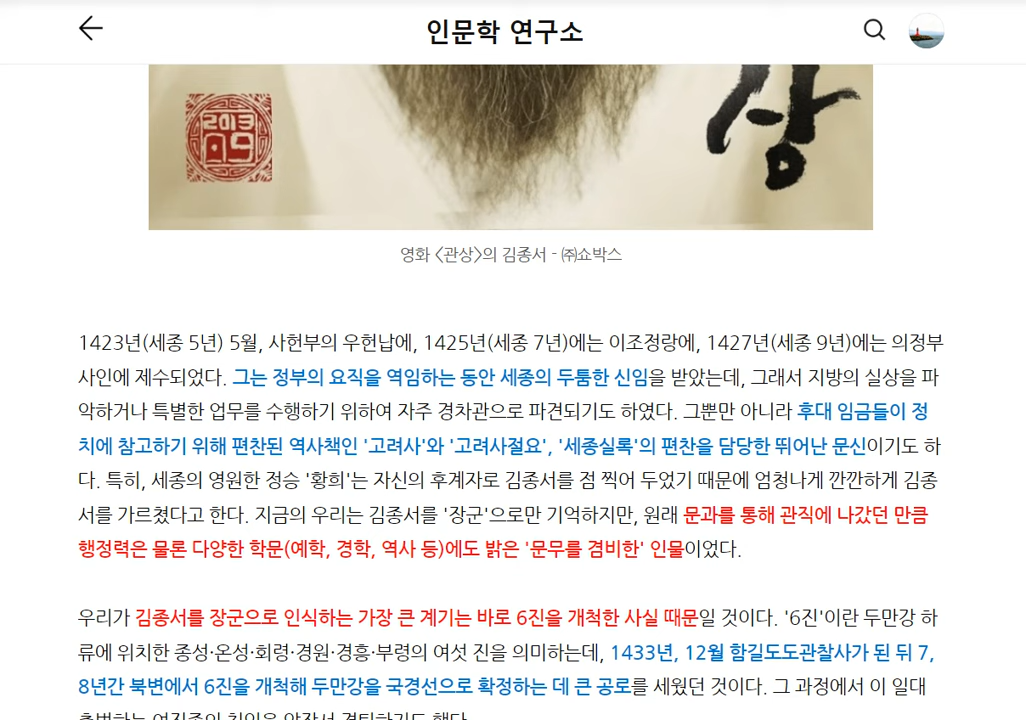 인문학 연구소
2013
09
상
영화 <관상>의 김종서 - ㈜쇼박스
1423년(세종 5년) 5월, 사헌부의 우헌납에, 1425년(세종 7년)에는 이조정랑에, 1427년(세종 9년)에는 의정부
사인에 제수되었다. 그는 정부의 요직을 역임하는 동안 세종의 두툼한 신임을 받았는데, 그래서 지방의 실상을 파
악하거나 특별한 업무를 수행하기 위하여 자주 경차관으로 파견되기도 하였다. 그뿐만 아니라 후대 임금들이 정
치에 참고하기 위해 편찬된 역사책인 '고려사'와 '고려사절요', '세종실록'의 편찬을 담당한 뛰어난 문신이기도 하
다. 특히, 세종의 영원한 정승 '황희'는 자신의 후계자로 김종서를 점 찍어 두었기 때문에 엄청나게 깐깐하게 김종
서를 가르쳤다고 한다. 지금의 우리는 김종서를 '장군'으로만 기억하지만, 원래 문과를 통해 관직에 나갔던 만큼
행정력은 물론 다양한 학문(예학, 경학, 역사 등)에도 밝은 '문무를 겸비한' 인물이었다.
우리가 김종서를 장군으로 인식하는 가장 큰 계기는 바로 6진을 개척한 사실 때문일 것이다. '6진'이란 두만강 하
류에 위치한 종성·온성·회령·경원·경흥·부령의 여섯 진을 의미하는데, 1433년, 12월 함길도도관찰사가 된 뒤 7,
8년간 북변에서 6진을 개척해 두만강을 국경선으로 확정하는 데 큰 공로를 세웠던 것이다. 그 과정에서 이 일대